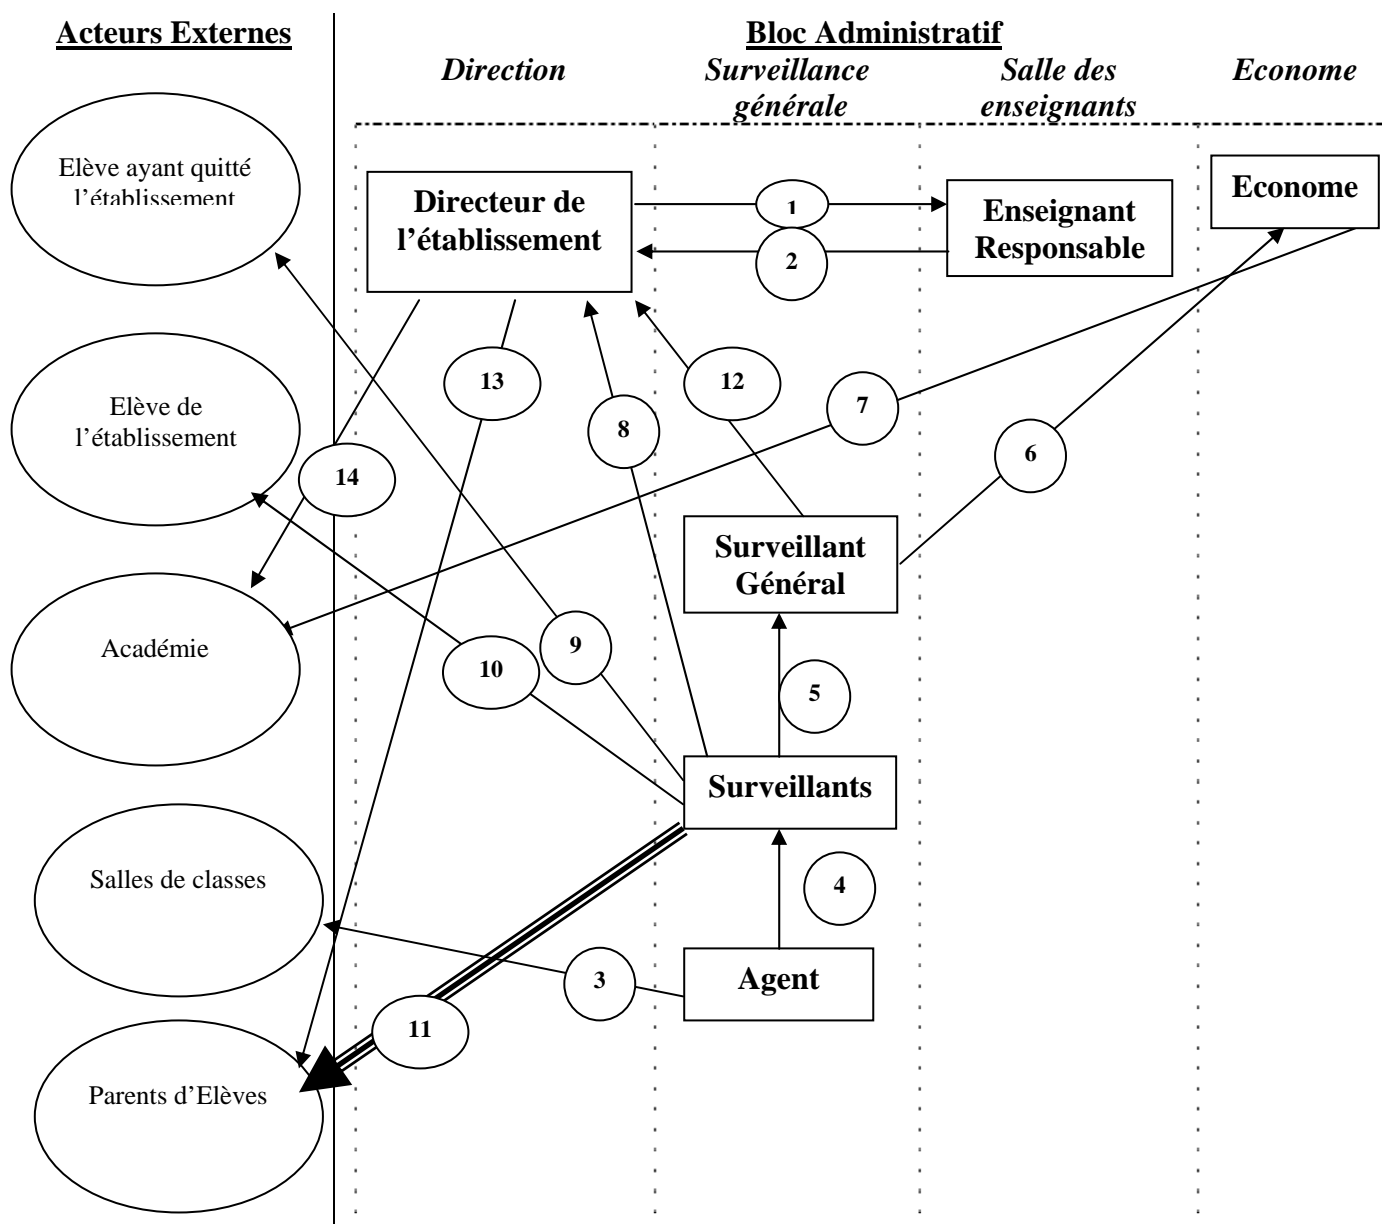 Acteurs Externes
Bloc Administratif
Direction
Surveillance
générale
Salle des
enseignants
Econome
Elève ayant quitté
l'établissement
Directeur de
l'établissement
1
2
Enseignant
Responsable
Econome
Elève de
l'établissement
13
12
7
8
6
14
Surveillant
Général
Académie
10
9
5
Surveillants
Salles de classes
4
3
Agent
11
Parents d'Elèves